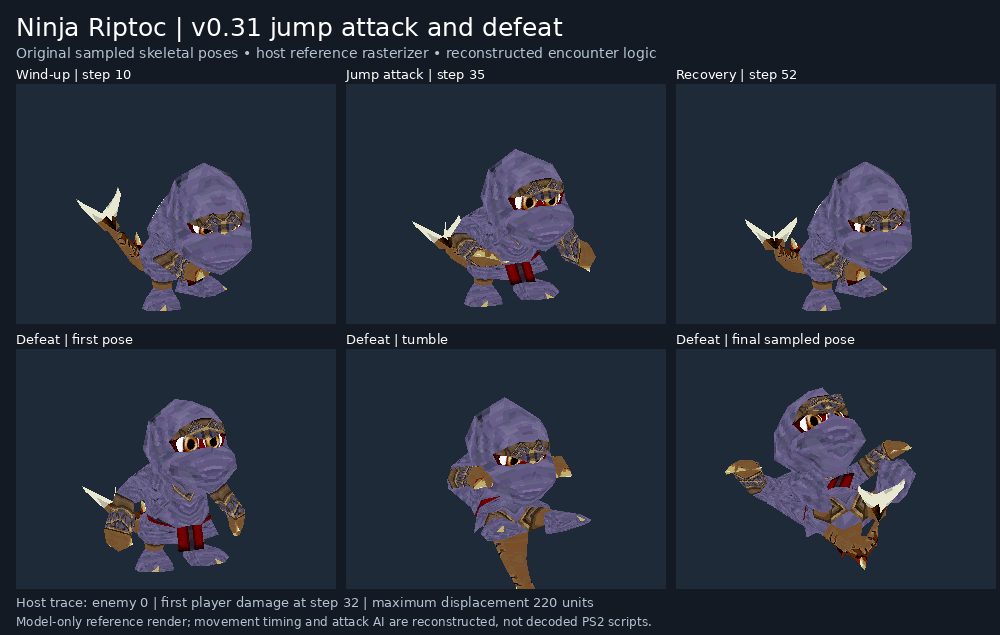 Ninja Riptoc | v0.31 jump attack and defeat
Original sampled skeletal poses • host reference rasterizer • reconstructed encounter logic
Wind-up | step 10
Jump attack | step 35
Recovery | step 52
Defeat | first pose
Defeat | tumble
Defeat | final sampled pose
Host trace: enemy 0 | first player damage at step 32 | maximum displacement 220 units
Model-only reference render; movement timing and attack AI are reconstructed, not decoded PS2 scripts.